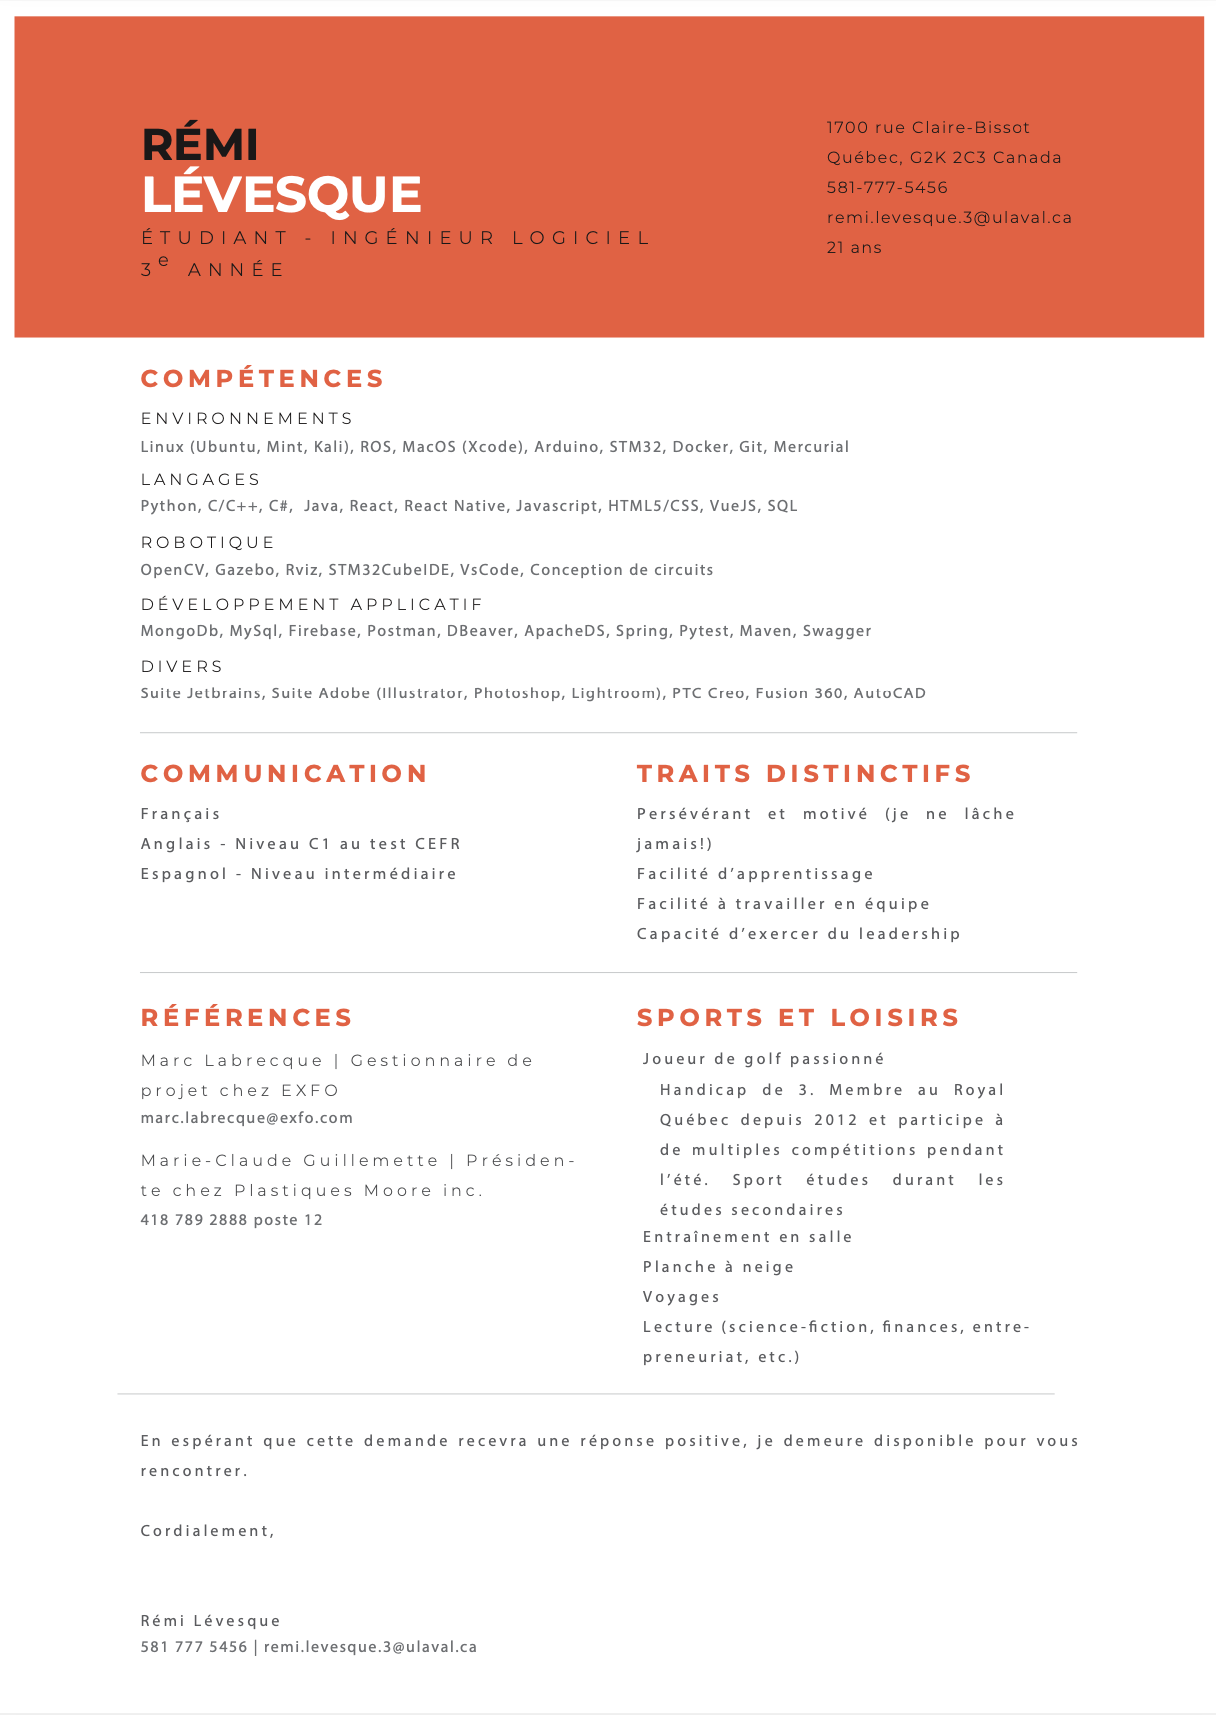 RÉMI
LÉVESQUE
ÉTUDIANT - INGÉNIEUR LOGICIEL
3e ANNÉE
1700 rue Claire-Bissot
Québec, G2K 2C3 Canada
581-777-5456
remi.levesque.3@ulaval.ca
21 ans
COMPÉTENCES
ENVIRONNEMENTS
Linux (Ubuntu, Mint, Kali), ROS, MacOS (Xcode), Arduino, STM32, Docker, Git, Mercurial
LANGAGES
Python, C/C++, C#, Java, React, React Native, Javascript, HTML5/CSS, VueJS, SQL
ROBOTIQUE
OpenCV, Gazebo, Rviz, STM32CubeIDE, VsCode, Conception de circuits
DÉVELOPPEMENT APPLICATIF
MongoDb, MySql, Firebase, Postman, DBeaver, ApacheDS, Spring, Pytest, Maven, Swagger
DIVERS
Suite Jetbrains, Suite Adobe (Illustrator, Photoshop, Lightroom), PTC Creo, Fusion 360, AutoCAD
COMMUNICATION
Français
Anglais - Niveau C1 au test CEFR
Espagnol - Niveau intermédiaire
TRAITS DISTINCTIFS
Persévérant et motivé (je ne lâche
jamais!)
Facilité d’apprentissage
Facilité à travailler en équipe
Capacité d’exercer du leadership
RÉFÉRENCES
Marc Labrecque | Gestionnaire de
projet chez EXFO
marc.labrecque@exfo.com
Marie-Claude Guillemette | Présiden-
te chez Plastiques Moore inc.
418 789 2888 poste 12
SPORTS ET LOISIRS
Joueur de golf passionné
Handicap de 3. Membre au Royal
Québec depuis 2012 et participe à
de multiples compétitions pendant
l’été. Sport études durant les
études secondaires
Entraînement en salle
Planche à neige
Voyages
Lecture (science-fiction, finances, entre-
preneuriat, etc.)
En espérant que cette demande recevra une réponse positive, je demeure disponible pour vous
rencontrer.
Cordialement,
Rémi Lévesque
581 777 5456 | remi.levesque.3@ulaval.ca